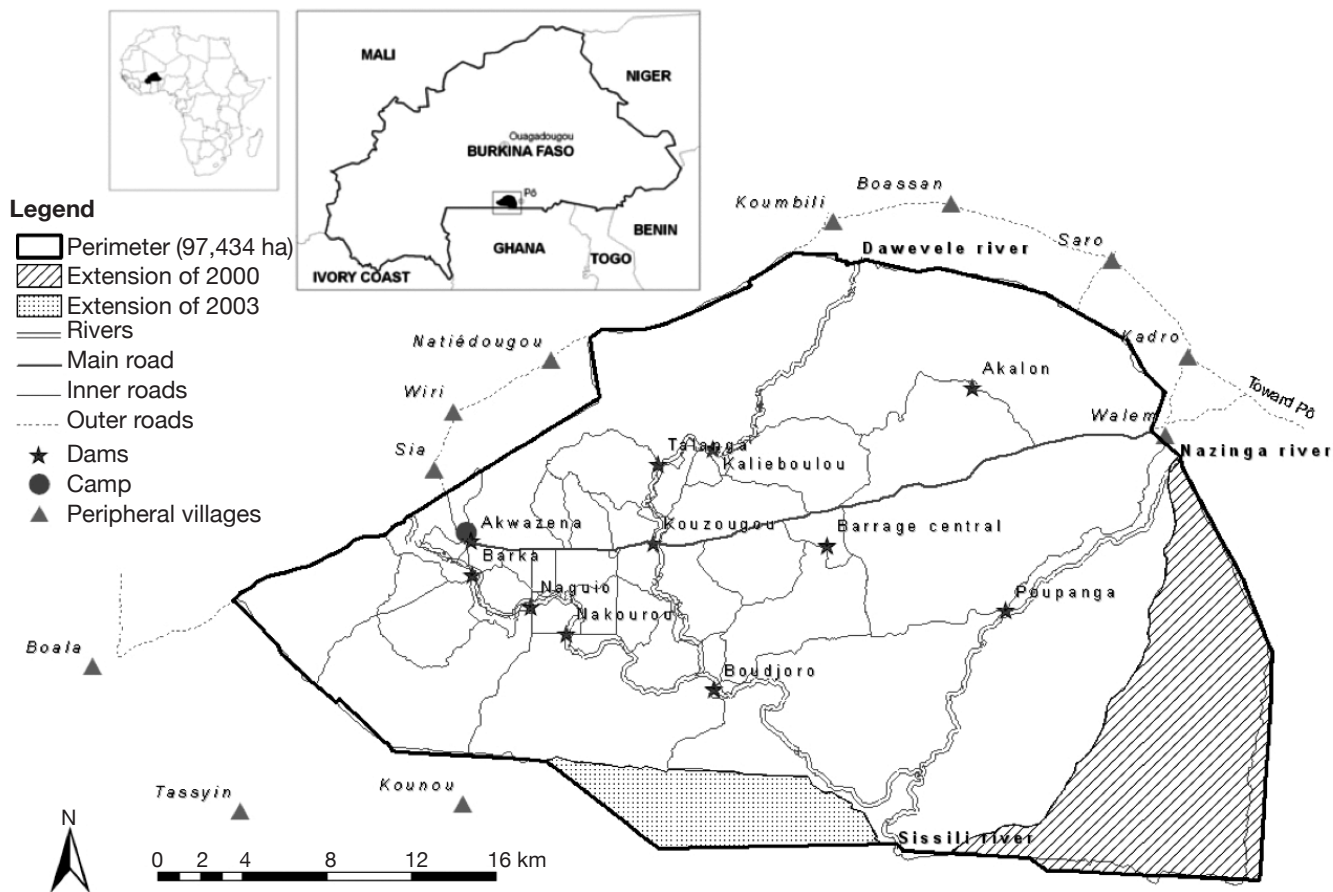 MALI
NIGER
Ouagadougou
BURKINA FASO
Pô
BENIN
GHANA
TOGO
IVORY COAST
Legend
Perimeter (97,434 ha)
Extension of 2000
Extension of 2003
Rivers
Main road
Inner roads
Outer roads
Dams
Camp
Peripheral villages
Boassan
Koumbili
Saro
Dawevele river
Kadro
Natiédougou
Akalon
Toward Pô
Wiri
Walem
Sia
Talanga
Nazinga river
Kalieboulou
Akwazena
Kouzougou
Barrage central
Barka
Naguio
Poupanga
Nakourou
Boala
Boudjoro
Tassyin
Kounou
Sissili river
N
0 2 4 8 12 16 km